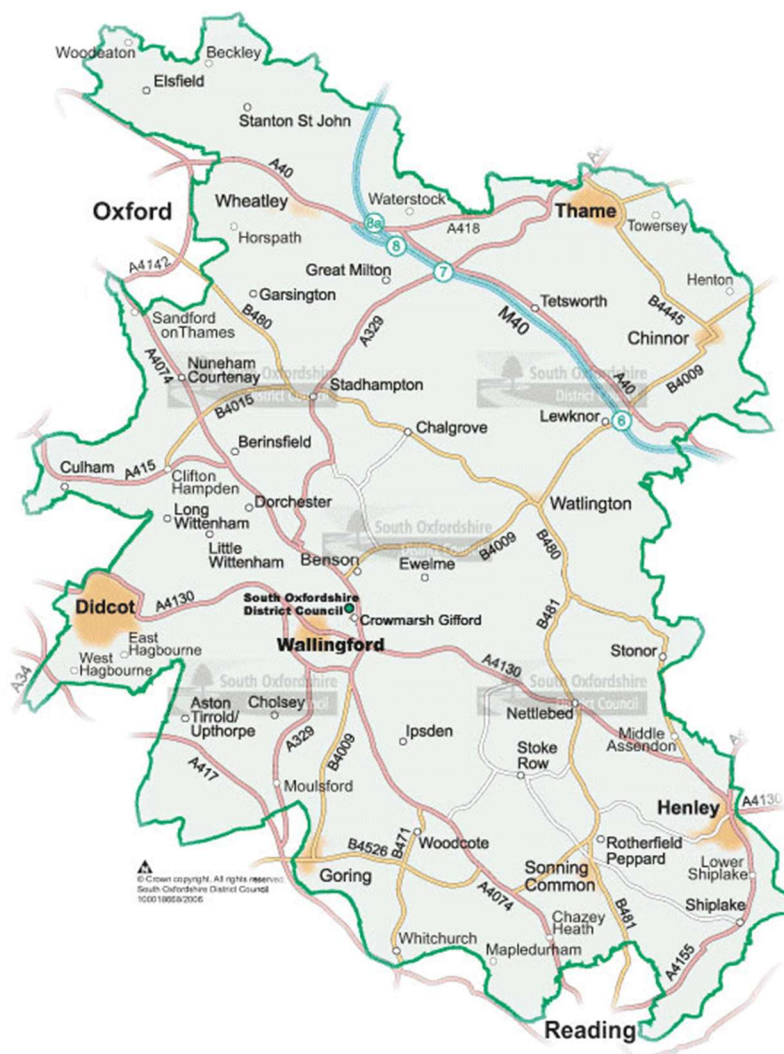 Woodeaton
Beckley
Elsfield
Stanton St John
A40
Wheatley
Waterstock
Oxford
8a
A418
Thame
Towersey
Horspath
8
A4142
Great Milton
7
Henton
Garsington
Tetsworth
B4445
Sandford
onThames
B480
A329
M40
Chinnor
A4074
Nuneham
Courtenay
South Oxfordshire
District Council
South Oxfordshire
District Council
Stadhampton
A40
B4009
B4015
Chalgrove
Lewknor
6
Berinsfield
Culham
A415
Clifton
Hampden
Dorchester
Watlington
Long
Wittenham
South Oxfordshire
District Council
Little
Wittenham
B4009
B480
Benson
Ewelme
A4130
South Oxfordshire
District Council
Didcot
Crowmarsh Gifford
B481
Wallingford
East
Hagbourne
Stonor
West
Hagbourne
A34
A4130
South Oxfordshire
District Council
South Oxfordshire
District Council
Aston
Tirrold/
Upthorpe
Cholsey
Nettlebed
A329
B4009
Ipsden
Middle
Assendon
Stoke
Row
A417
Moulsford
Henley
A4130
B471
Woodcote
Rotherfield
Peppard
B4526
N
© Crown copyright. All rights reserved.
South Oxfordshire District Council
100018668/2006
Goring
Sonning
Common
Lower
Shiplake
A4074
B481
Shiplake
Chazey
Heath
Whitchurch
Mapledurham
A4155
Reading